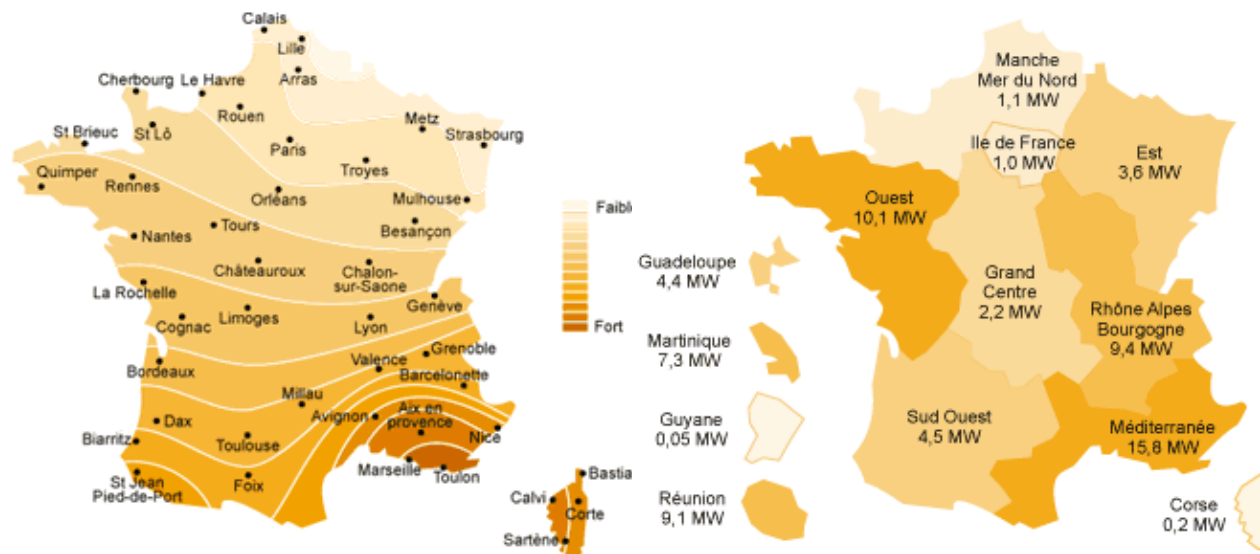 Calais
Lille
Arras
Cherbourg
Le Havre
Rouen
St Lô
St Brieuc
Metz
Strasbourg
Paris
Troyes
Quimper
Rennes
Orléans
Mulhouse
Tours
Besançon
Nantes
Châteauroux
Chalon-
sur-Saone
La Rochelle
Genève
Limoges
Cognac
Lyon
Grenoble
Valence
Bordeaux
Barcelonette
Millau
Avignon
Aix en
provence
Dax
Biarritz
Toulouse
Nice
Marseille
Toulon
St Jean
Pied-de-Port
Foix
Bastia
Calvi
Corte
Sartène
Faibl
Fort
Manche
Mer du Nord
1,1 MW
Ile de France
1,0 MW
Est
3,6 MW
Ouest
10,1 MW
Guadeloupe
4,4 MW
Grand
Centre
2,2 MW
Rhône Alpes
Bourgogne
9,4 MW
Martinique
7,3 MW
Guyane
0,05 MW
Sud Ouest
4,5 MW
Méditerranée
15,8 MW
Réunion
9,1 MW
Corse
0,2 MW